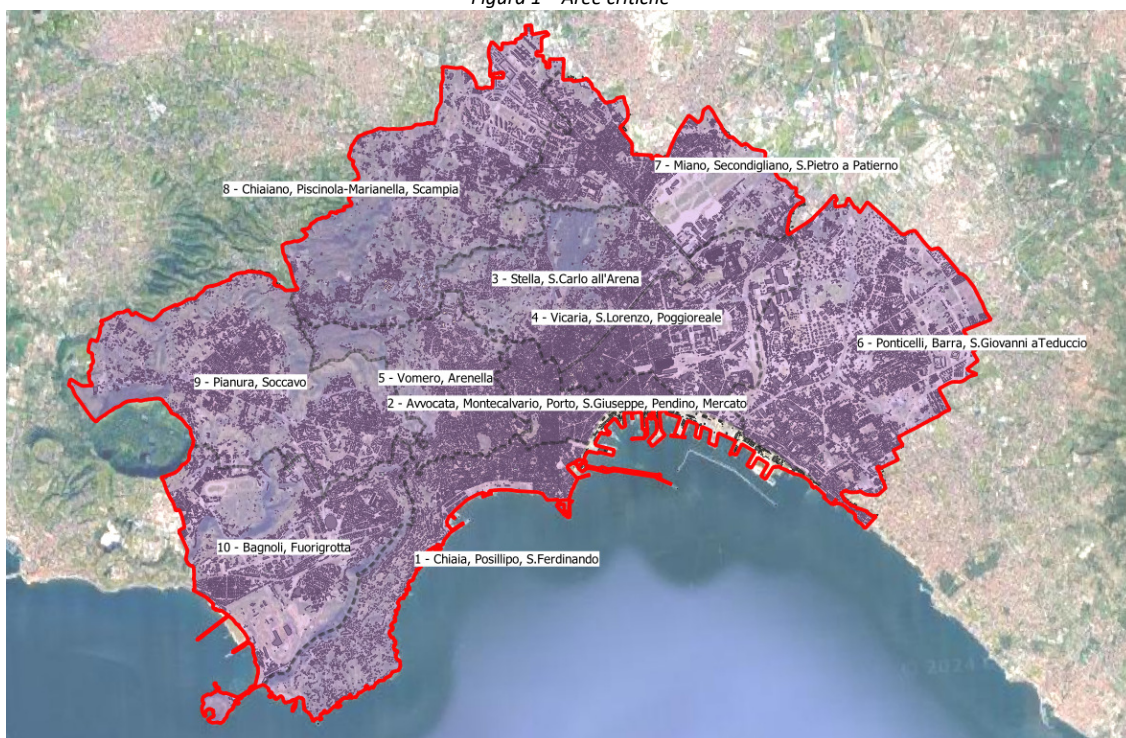 Figura 1 – Aree critiche
7 - Miano, Secondigliano, S.Pietro a Patierno
8 - Chiaiano, Piscinola-Marianella, Scampia
3 - Stella, S.Carlo all'Arena
4 - Vicaria, S.Lorenzo, Poggioreale
6 - Ponticelli, Barra, S.Giovanni aTeduccio
9 - Pianura, Soccavo
5 - Vomero, Arenella
2 - Avvocata, Montecalvario, Porto, S.Giuseppe, Pendino, Mercato
10 - Bagnoli, Fuorigrotta
1 - Chiaia, Posillipo, S.Ferdinando
© 2024